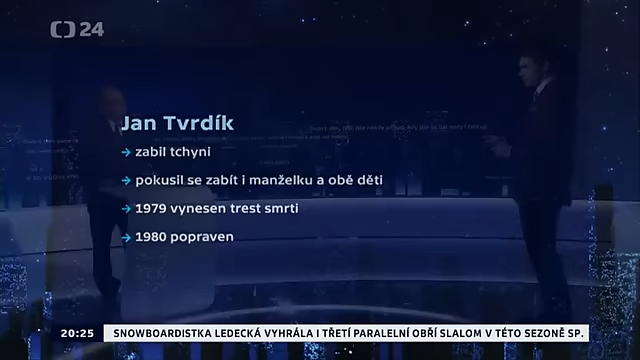 24
Jan Tvrdík
→ zabil tchyni
→ pokusil se zabít i manželku a obě děti
→ 1979 vynesen trest smrti
→ 1980 popraven
20:25 SNOWBOARDISTKA LEDECKÁ VYHRÁLA I TŘETÍ PARALELNÍ OBŘÍ SLALOM V TÉTO SEZONĚ SP.